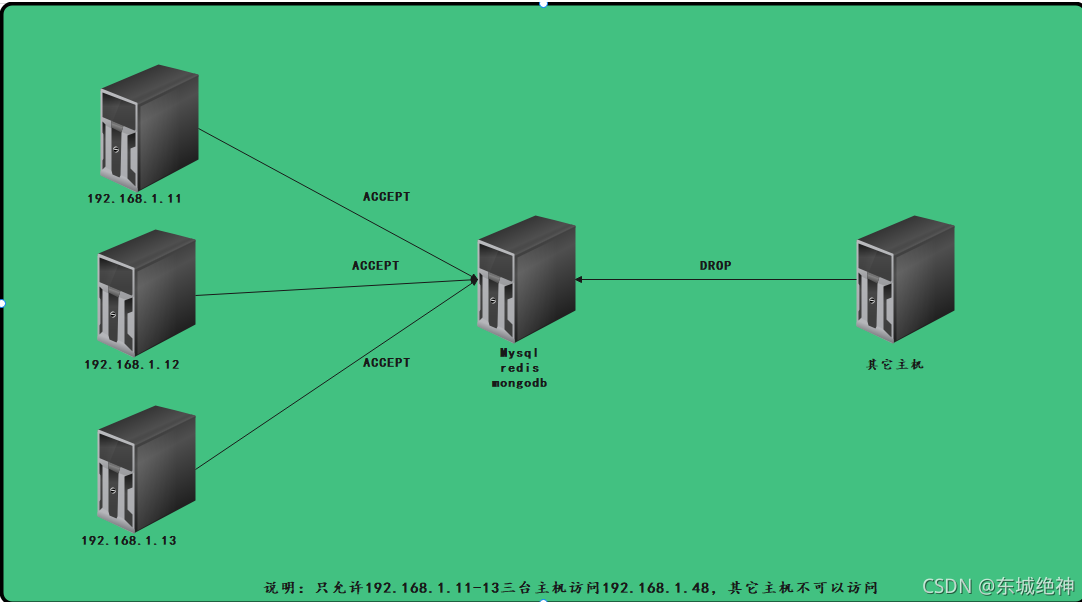 192.168.1.11
ACCEPT
192.168.1.12
ACCEPT
192.168.1.13
ACCEPT
Mysql
redis
mongodb
DROP
其它主机
说明：只允许192.168.1.11-13三台主机访问192.168.1.48，其它主机不可以访问
CSDN @东城绝神